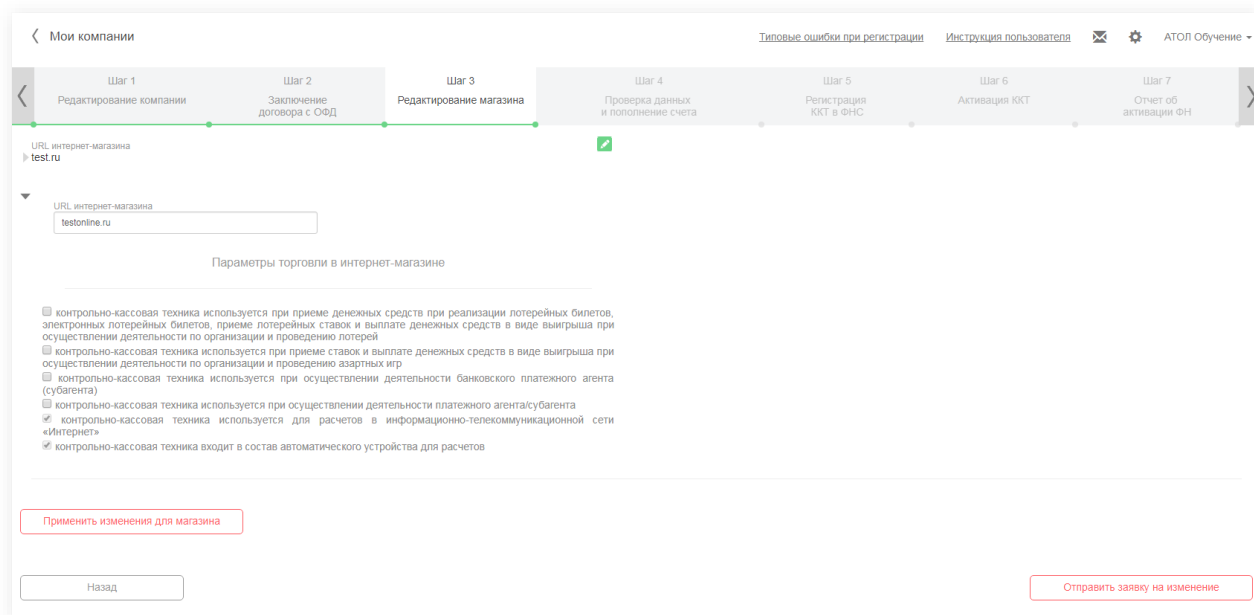 Мои компании
Типовые ошибки при регистрации
Инструкция пользователя
АТОЛ Обучение
Шаг 1
Редактирование компании
Шаг 2
Заключение
договора с ОФД
Шаг 3
Редактирование магазина
Шаг 4
Проверка данных
и пополнение счета
Шаг 5
Регистрация
ККТ в ФНС
Шаг 6
Активация ККТ
Шаг 7
Отчет об
активации ФН
URL интернет-магазина
test.ru
URL интернет-магазина
testonline.ru
Параметры торговли в интернет-магазине
контрольно-кассовая техника используется при приеме денежных средств при реализации лотерейных билетов,
электронных лотерейных билетов, приеме лотерейных ставок и выплате денежных средств в виде выигрыша при
осуществлении деятельности по организации и проведению лотерей
контрольно-кассовая техника используется при приеме ставок и выплате денежных средств в виде выигрыша при
осуществлении деятельности по организации и проведению азартных игр
контрольно-кассовая техника используется при осуществлении деятельности банковского платежного агента
(субагента)
контрольно-кассовая техника используется при осуществлении деятельности платежного агента/субагента
контрольно-кассовая техника используется для расчетов в информационно-телекоммуникационной сети
«Интернет»
контрольно-кассовая техника входит в состав автоматического устройства для расчетов
Применить изменения для магазина
Назад
Отправить заявку на изменение